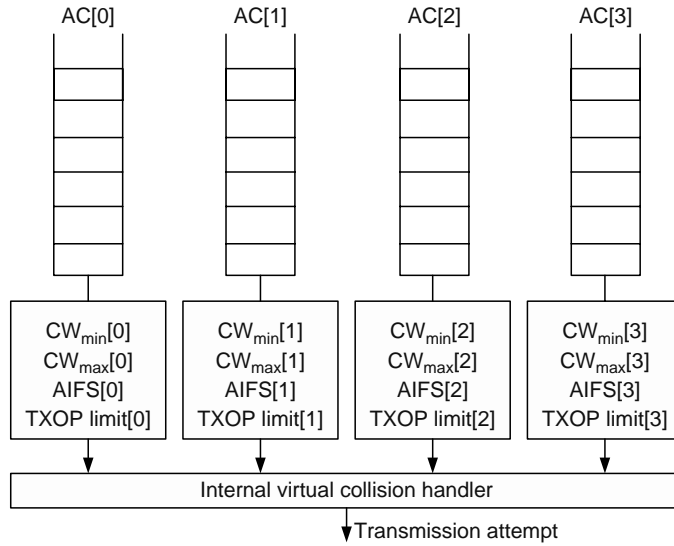 AC[0] AC[1] AC[2] AC[3]
CWmin[0] CWmin[1] CWmin[2] CWmin[3]
CWmax[0] CWmax[1] CWmax[2] CWmax[3]
AIFS[0] AIFS[1] AIFS[2] AIFS[3]
TXOP limit[0] TXOP limit[1] TXOP limit[2] TXOP limit[3]
Internal virtual collision handler
Transmission attempt